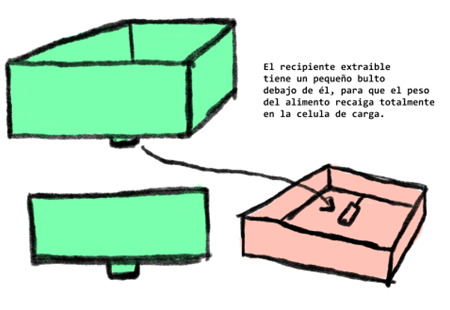 El recipiente extraible
tiene un pequeño bulto
debajo de él, para que el peso
del alimento recaiga totalmente
en la celula de carga.